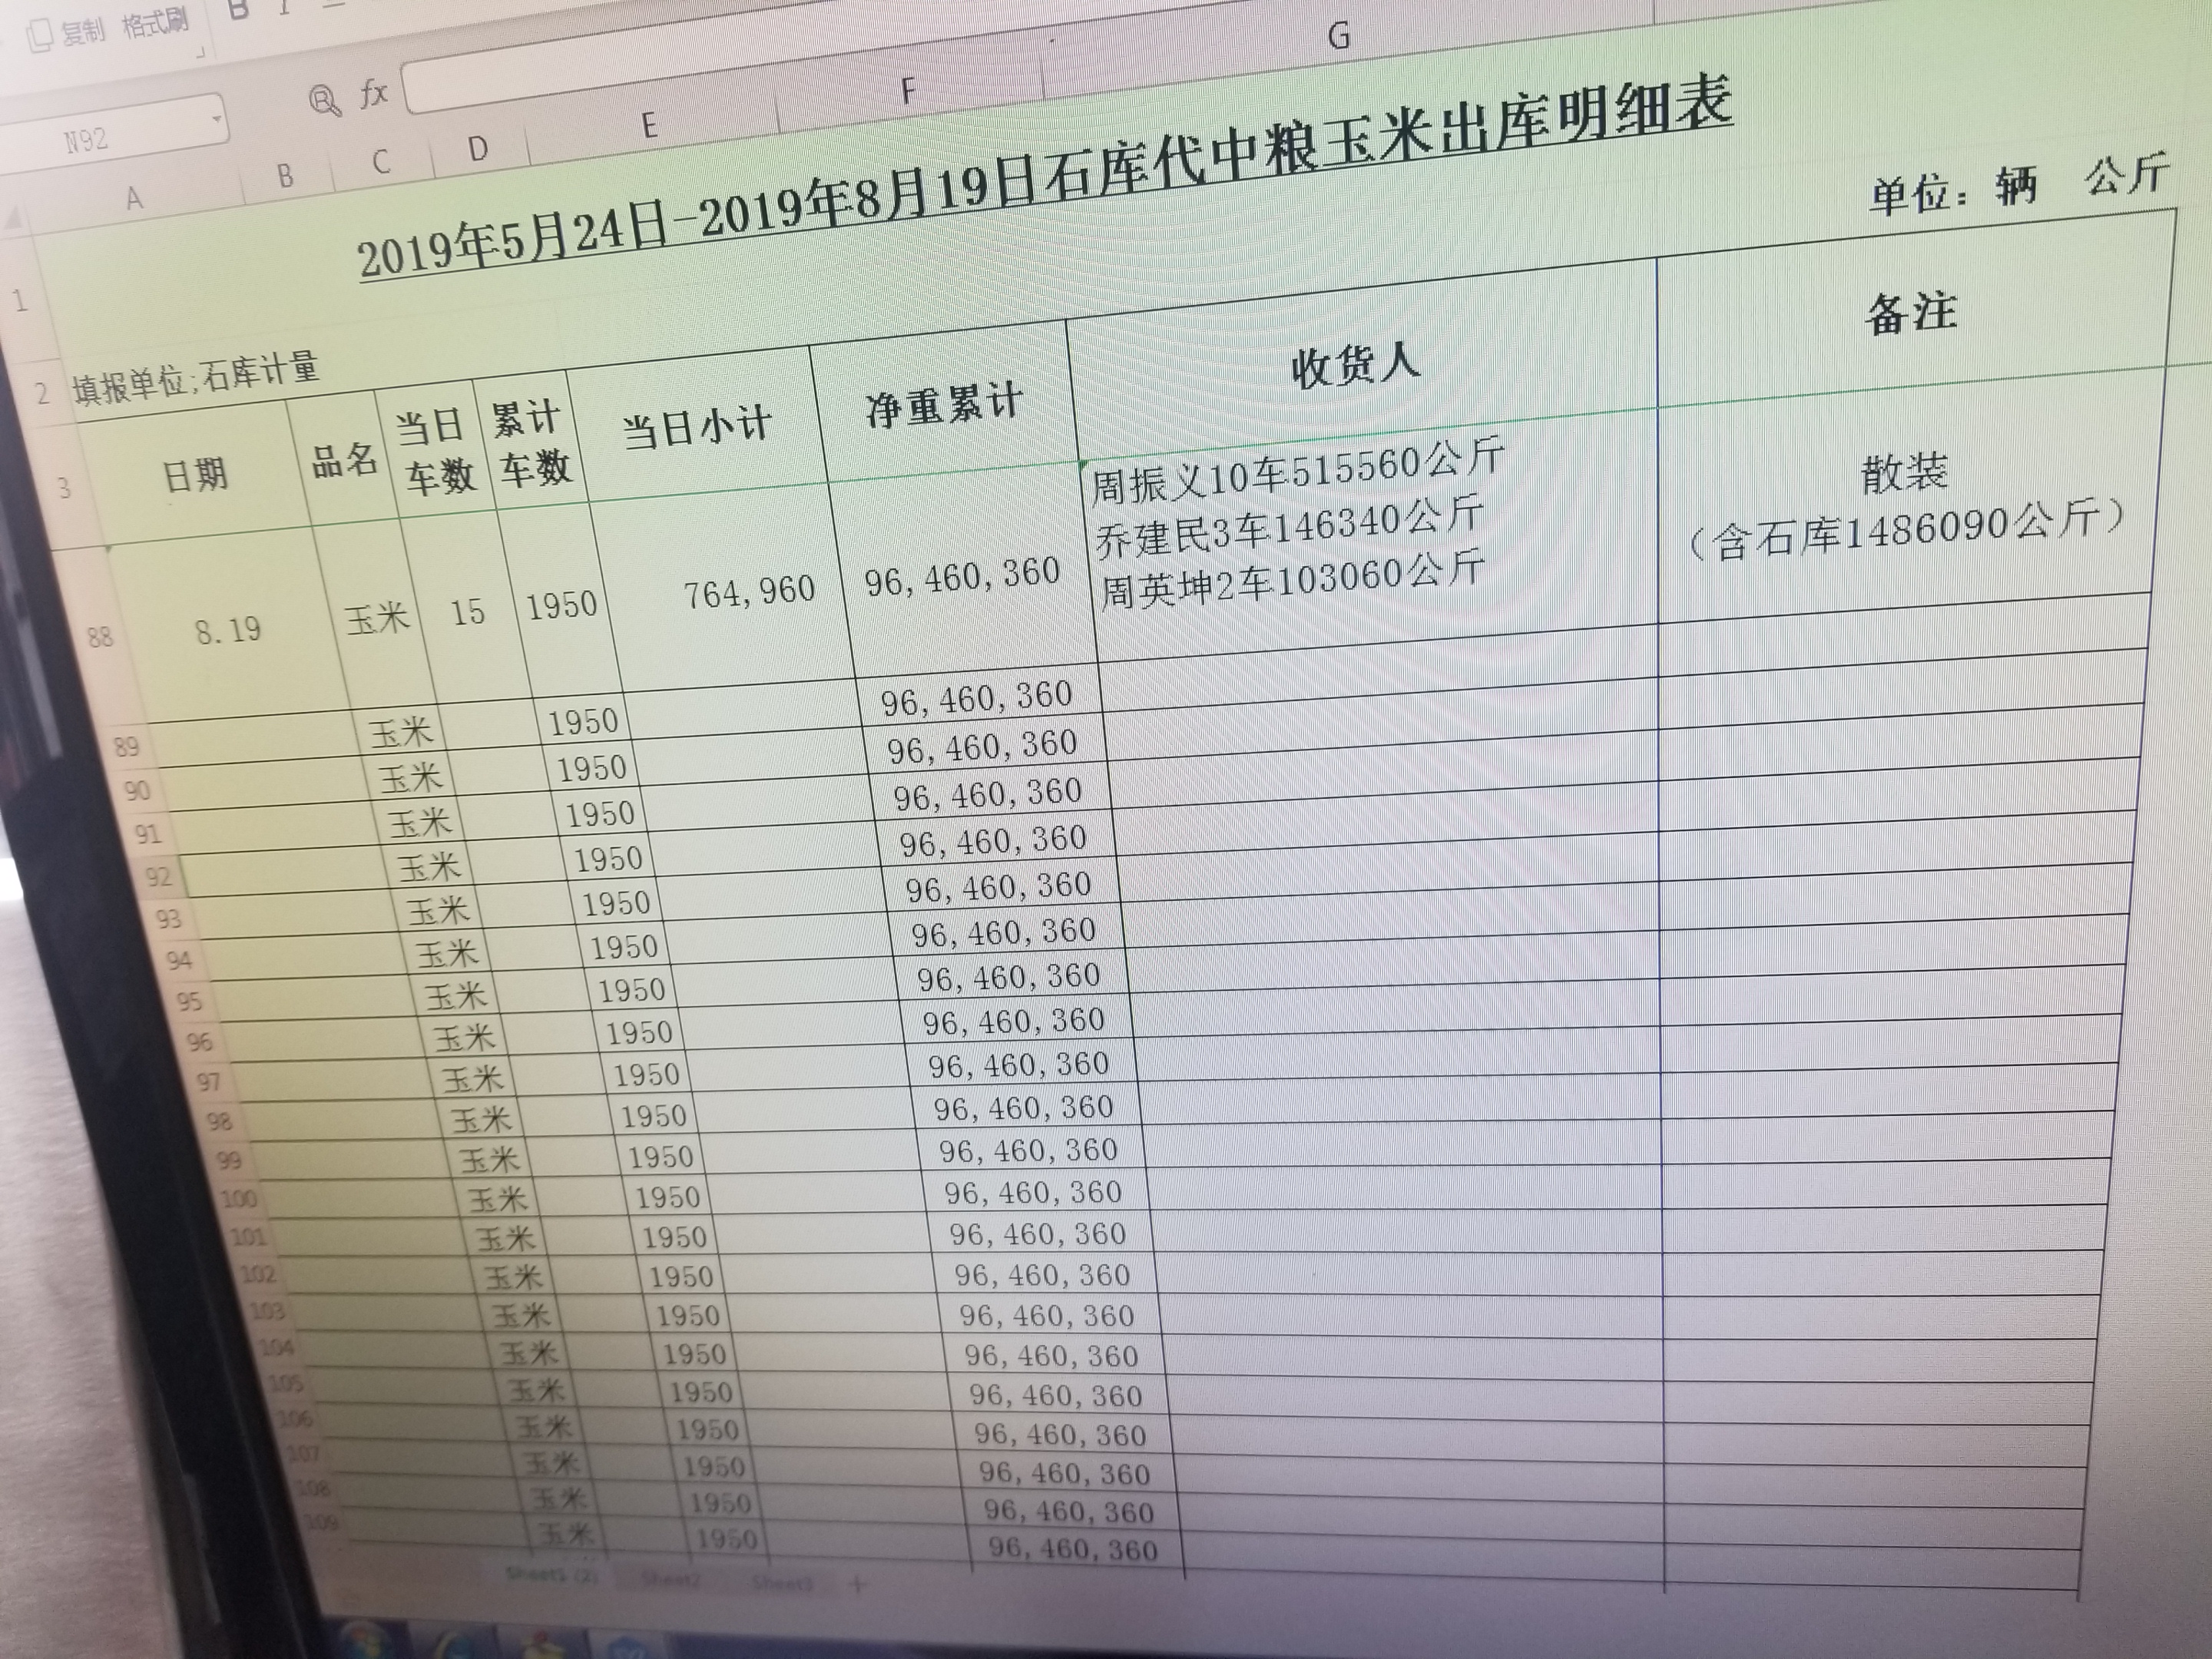 复制 格式刷 B I
N92 fx
A B C D E F G
1 2019年5月24日-2019年8月19日石库代中粮玉米出库明细表
2 填报单位;石库计量 单位：辆 公斤
3 日期 品名 当日车数 累计车数 当日小计 净重累计 收货人 备注
88 8.19 玉米 15 1950 764,960 96,460,360
周振义10车515560公斤
乔建民3车146340公斤
周英坤2车103060公斤
散装
（含石库1486090公斤）
89 玉米 1950 96,460,360
90 玉米 1950 96,460,360
91 玉米 1950 96,460,360
92 玉米 1950 96,460,360
93 玉米 1950 96,460,360
94 玉米 1950 96,460,360
95 玉米 1950 96,460,360
96 玉米 1950 96,460,360
97 玉米 1950 96,460,360
98 玉米 1950 96,460,360
99 玉米 1950 96,460,360
100 玉米 1950 96,460,360
101 玉米 1950 96,460,360
102 玉米 1950 96,460,360
103 玉米 1950 96,460,360
104 玉米 1950 96,460,360
105 玉米 1950 96,460,360
106 玉米 1950 96,460,360
107 玉米 1950 96,460,360
108 玉米 1950 96,460,360
109 玉米 1950 96,460,360
Sheet1 (2) Sheet2 Sheet3 +